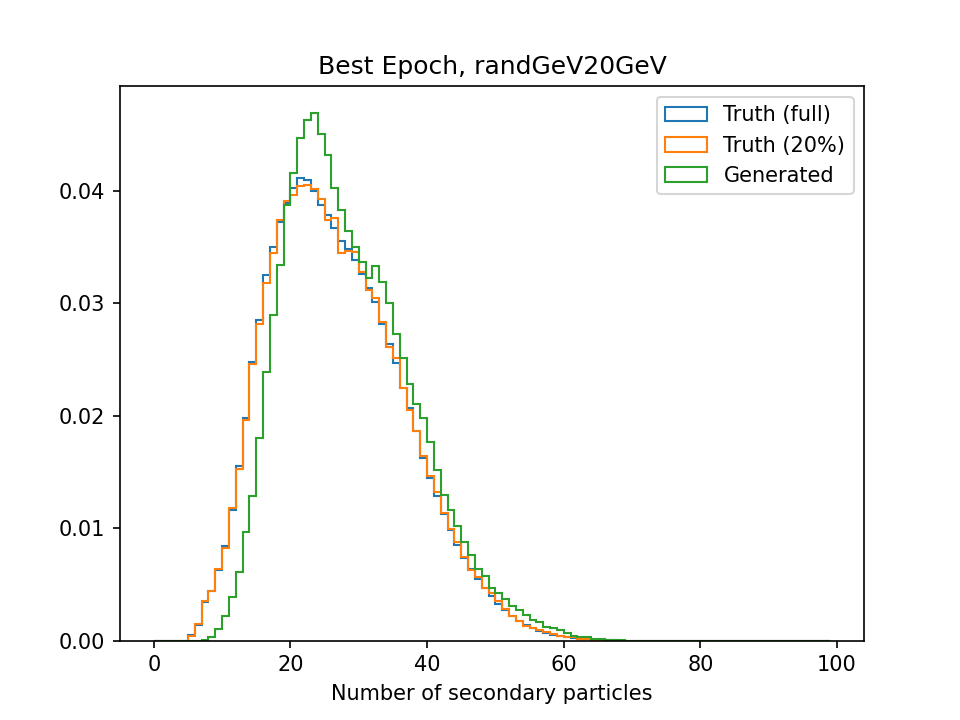 Best Epoch, randGeV20GeV
Truth (full)
Truth (20%)
Generated
0.04
0.03
0.02
0.01
0.00
0 20 40 60 80 100
Number of secondary particles